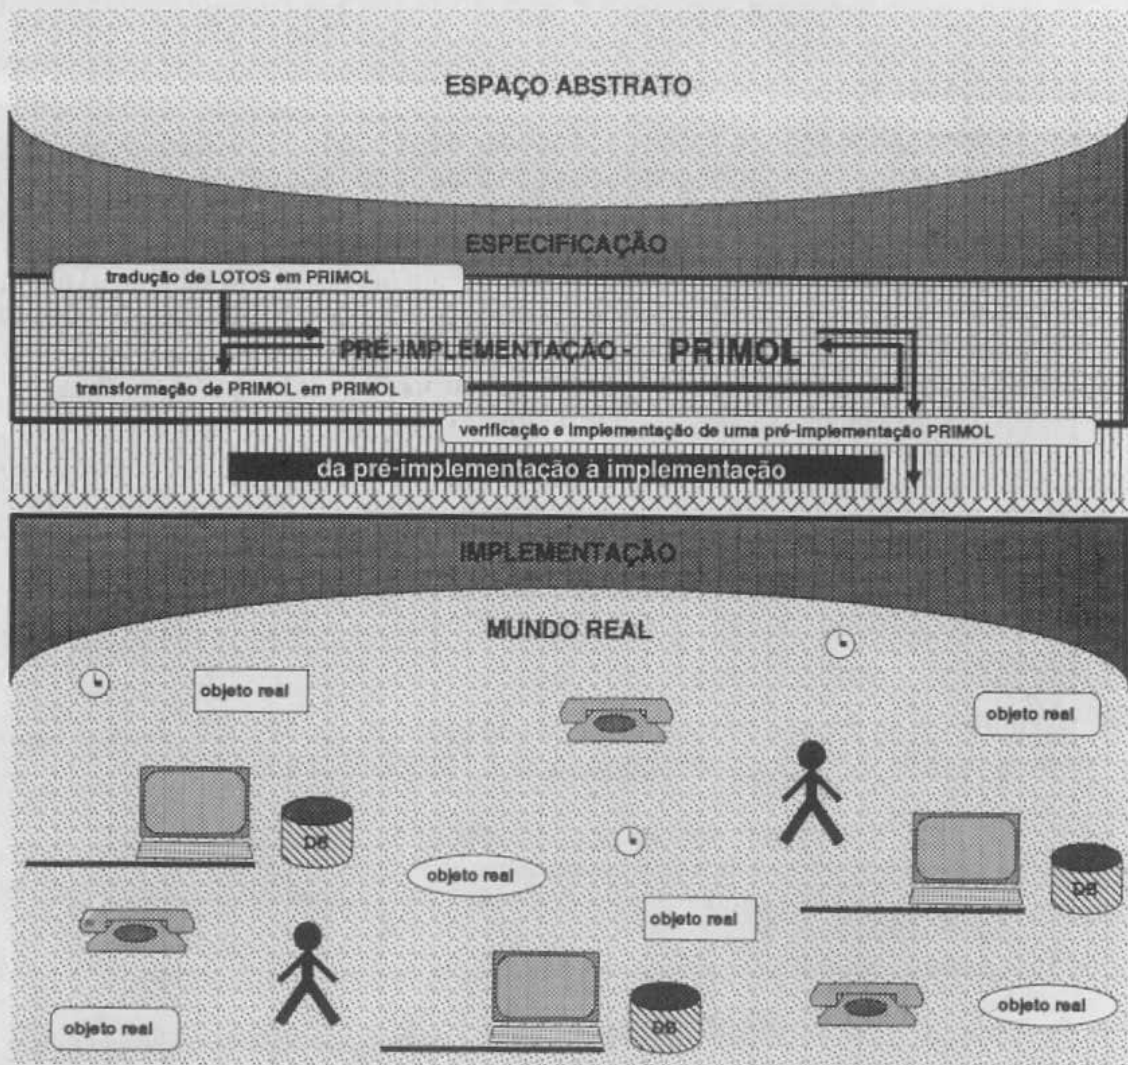 ESPAÇO ABSTRATO
ESPECIFICAÇÃO
tradução de LOTOS em PRIMOL
PRÉ-IMPLEMENTAÇÃO - PRIMOL
transformação de PRIMOL em PRIMOL
verificação e implementação de uma pré-implementação PRIMOL
da pré-implementação a implementação
IMPLEMENTAÇÃO
MUNDO REAL
objeto real
objeto real
DB
objeto real
DB
objeto real
objeto real
DB
objeto real